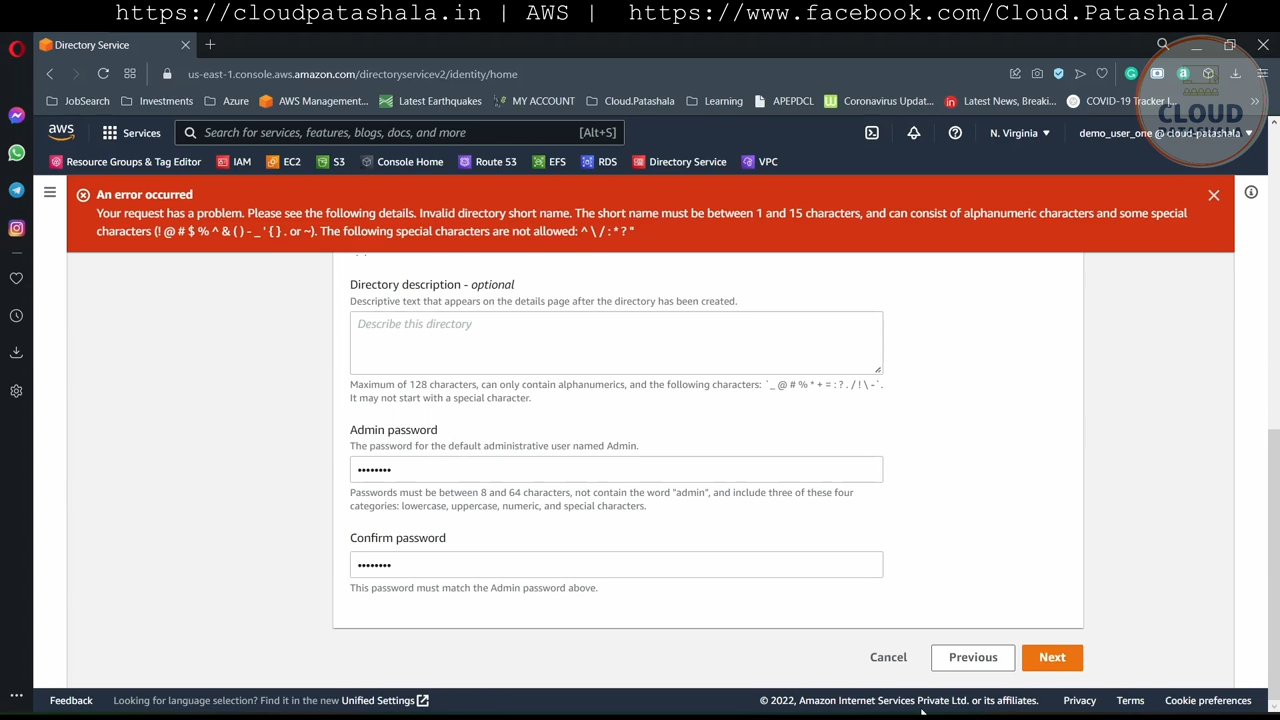 https://cloudpatashala.in | AWS | https://www.facebook.com/Cloud.Patashala/
Directory Service
us-east-1.console.aws.amazon.com/directoryservicev2/identity/home
JobSearch Investments Azure AWS Management... Latest Earthquakes MY ACCOUNT Cloud.Patashala Learning APEPDCL Coronavirus Updat... Latest News, Breaki... COVID-19 Tracker |...
CLOUD
PATASHALA
aws Services Search for services, features, blogs, docs, and more [Alt+S] N. Virginia demo_user_one @ cloud-patashala
Resource Groups & Tag Editor IAM EC2 S3 Console Home Route 53 EFS RDS Directory Service VPC
An error occurred
Your request has a problem. Please see the following details. Invalid directory short name. The short name must be between 1 and 15 characters, and can consist of alphanumeric characters and some special
characters (! @ # $ % ^ & ( ) - _ ' { } . or ~). The following special characters are not allowed: ^ \ / : * ? "
Directory description - optional
Descriptive text that appears on the details page after the directory has been created.
Describe this directory
Maximum of 128 characters, can only contain alphanumerics, and the following characters: `_ @ # % * + = : ? . / ! \ -`.
It may not start with a special character.
Admin password
The password for the default administrative user named Admin.
••••••••
Passwords must be between 8 and 64 characters, not contain the word "admin", and include three of these four
categories: lowercase, uppercase, numeric, and special characters.
Confirm password
••••••••
This password must match the Admin password above.
Cancel Previous Next
Feedback Looking for language selection? Find it in the new Unified Settings © 2022, Amazon Internet Services Private Ltd. or its affiliates. Privacy Terms Cookie preferences